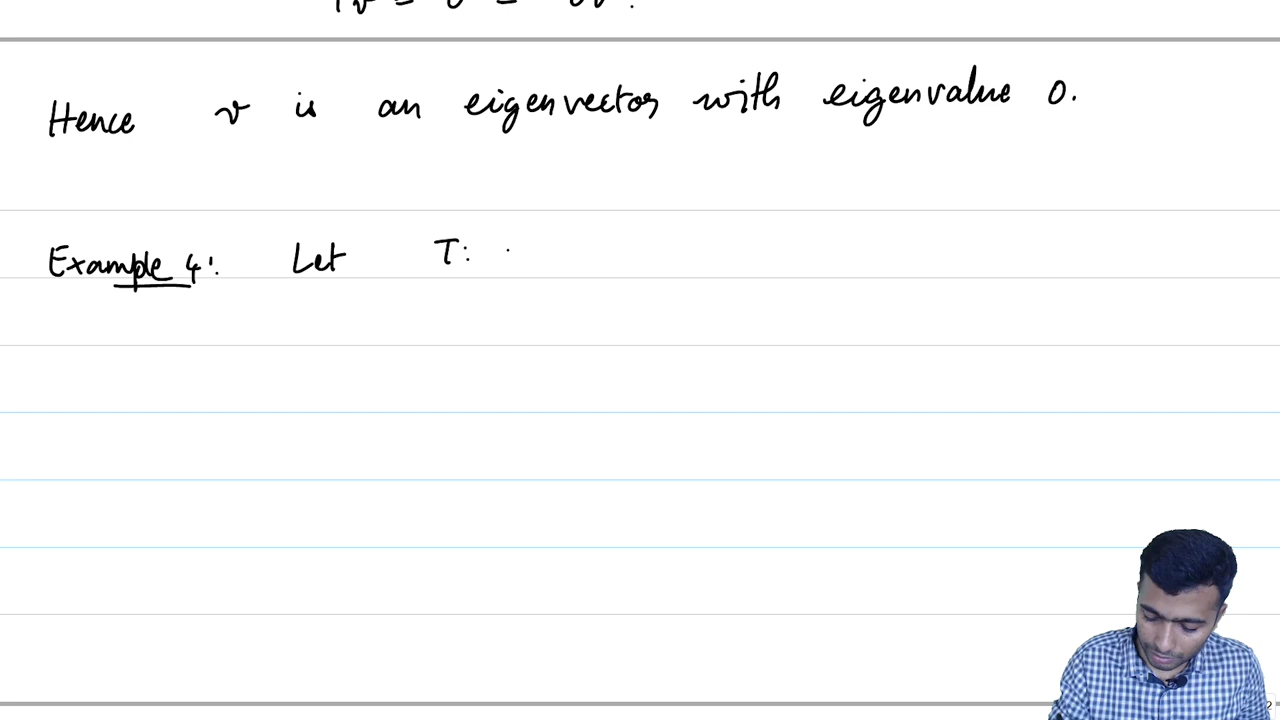 Hence v is an eigenvector with eigenvalue 0.
Example 4: Let T: